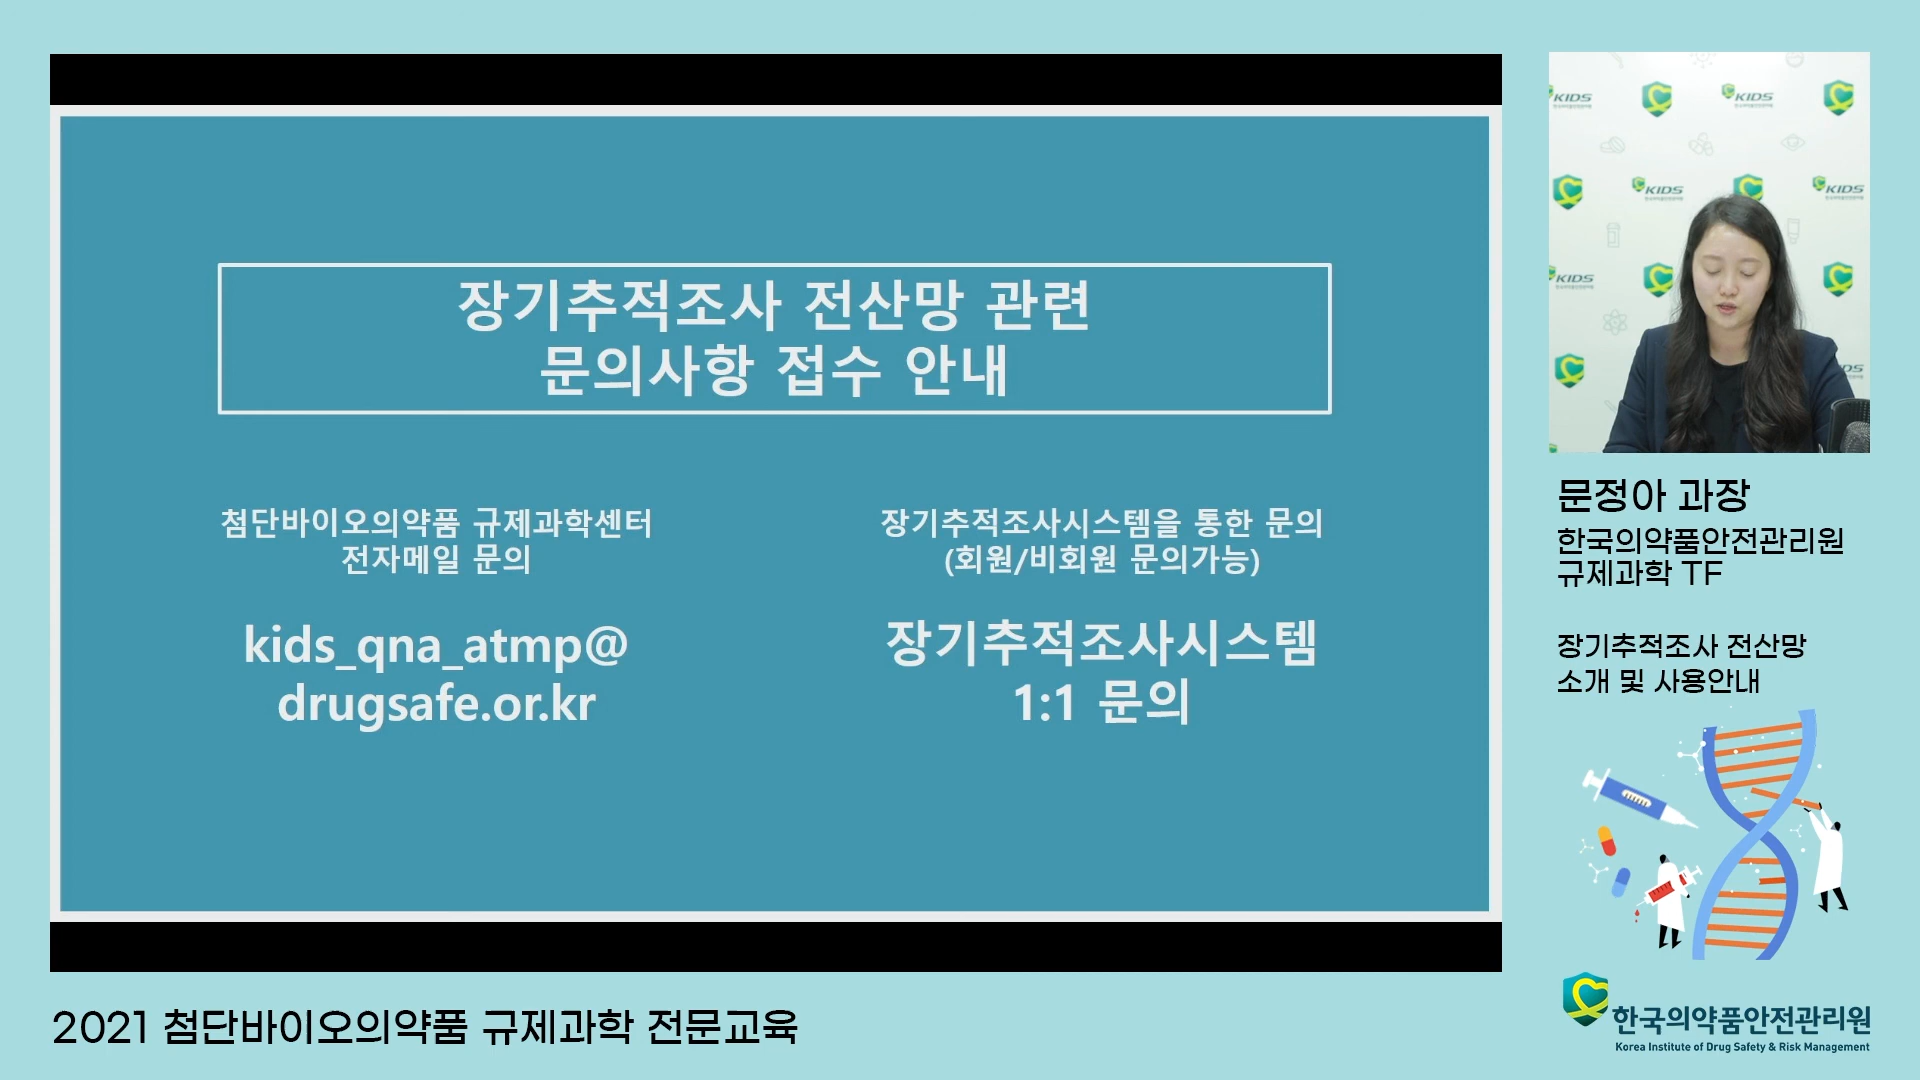 장기추적조사 전산망 관련
문의사항 접수 안내
첨단바이오의약품 규제과학센터
전자메일 문의
kids_qna_atmp@
drugsafe.or.kr
장기추적조사시스템을 통한 문의
(회원/비회원 문의가능)
장기추적조사시스템
1:1 문의
KIDS
KIDS
KIDS
KIDS
KIDS
문정아 과장
한국의약품안전관리원
규제과학 TF
장기추적조사 전산망
소개 및 사용안내
2021 첨단바이오의약품 규제과학 전문교육
한국의약품안전관리원
Korea Institute of Drug Safety & Risk Management